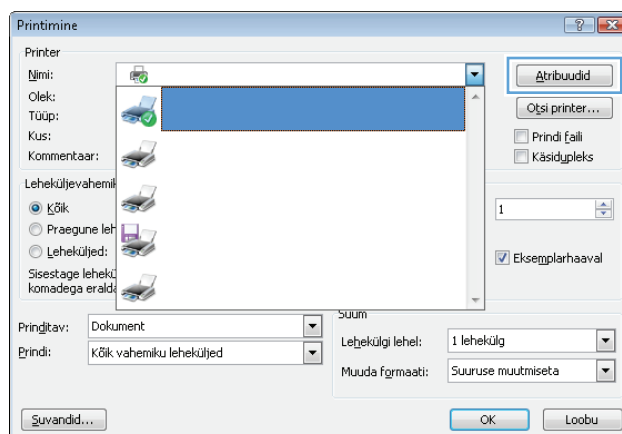 Printimine
Printer
Nimi:
Atribuudid
Olek:
Tüüp:
Otsi printer...
Kus:
Prindi faili
Kommentaar:
Käsidupleks
Leheküljevahemik
Kõik
1
Praegune leh
Leheküljed:
Eksemplarhaaval
Sisestage lehekü
komadega eralda
Suum
Prinditav:
Dokument
Lehekülgi lehel:
1 lehekülg
Prindi:
Kõik vahemiku leheküljed
Muuda formaati:
Suuruse muutmiseta
Suvandid...
OK
Loobu